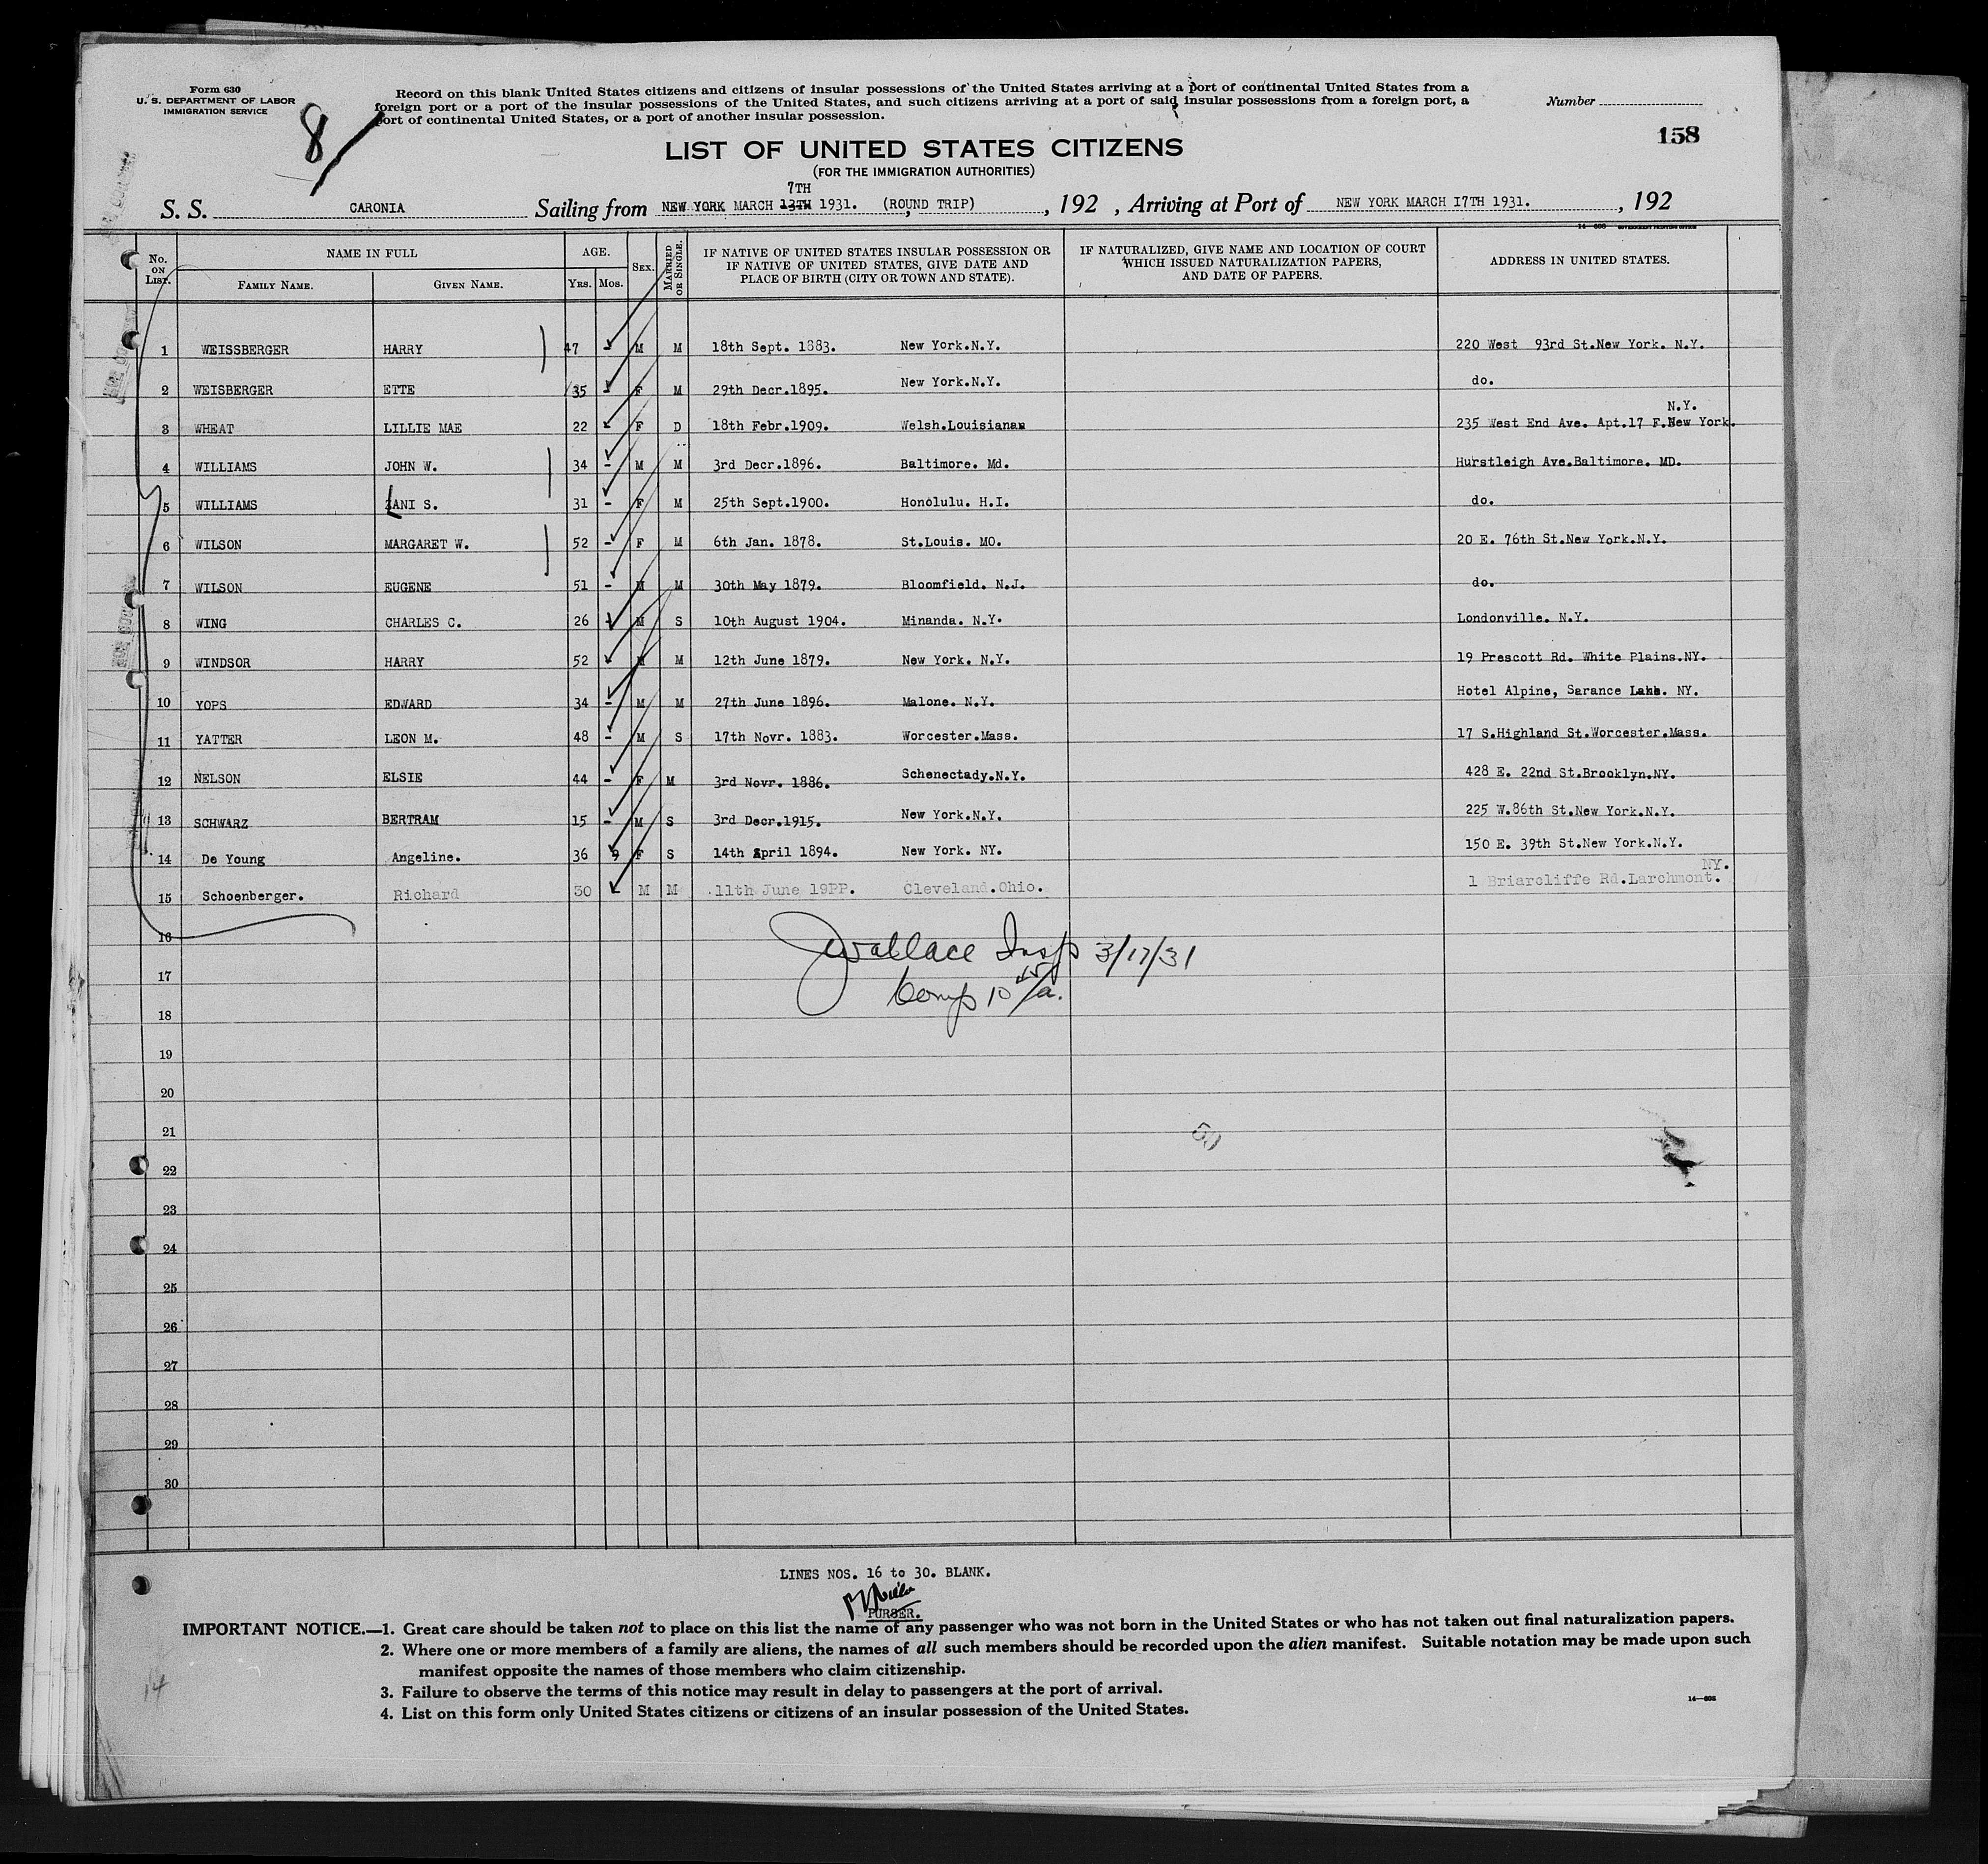 Form 630
U. S. DEPARTMENT OF LABOR
IMMIGRATION SERVICE
8/
Record on this blank United States citizens and citizens of insular possessions of the United States arriving at a port of continental United States from a
foreign port or a port of the insular possessions of the United States, and such citizens arriving at a port of said insular possessions from a foreign port, a
port of continental United States, or a port of another insular possession.
Number
158
LIST OF UNITED STATES CITIZENS
(FOR THE IMMIGRATION AUTHORITIES)
7TH
S. S. CARONIA Sailing from NEW YORK MARCH 13TH 1931. (ROUND TRIP) , 192 , Arriving at Port of NEW YORK MARCH 17TH 1931. , 192
No. ON LIST. NAME IN FULL FAMILY NAME. GIVEN NAME. AGE. YRS. MOS. SEX. MARRIED OR SINGLE. IF NATIVE OF UNITED STATES INSULAR POSSESSION OR IF NATIVE OF UNITED STATES, GIVE DATE AND PLACE OF BIRTH (CITY OR TOWN AND STATE). IF NATURALIZED, GIVE NAME AND LOCATION OF COURT WHICH ISSUED NATURALIZATION PAPERS, AND DATE OF PAPERS. ADDRESS IN UNITED STATES.
1 WEISSBERGER HARRY 47 - M M 18th Sept. 1883. New York.N.Y. 220 West 93rd St.New York. N.Y.
2 WEISBERGER ETTE 35 - F M 29th Decr.1895. New York.N.Y. do.
N.Y.
3 WHEAT LILLIE MAE 22 - F D 18th Febr.1909. Welsh.Louisiana 235 West End Ave. Apt.17 F.New York.
4 WILLIAMS JOHN W. 34 - M M 3rd Decr.1896. Baltimore. Md. Hurstleigh Ave.Baltimore. MD.
5 WILLIAMS LANI S. 31 - F M 25th Sept.1900. Honolulu. H.I. do.
6 WILSON MARGARET W. 52 - F M 6th Jan. 1878. St.Louis. MO. 20 E. 76th St.New York.N.Y.
7 WILSON EUGENE 51 - M M 30th May 1879. Bloomfield. N.J. do.
8 WING CHARLES C. 26 - M S 10th August 1904. Minanda. N.Y. Londonville. N.Y.
9 WINDSOR HARRY 52 M M 12th June 1879. New York. N.Y. 19 Prescott Rd. White Plains.NY.
10 YOPS EDWARD 34 - M M 27th June 1896. Malone. N.Y. Hotel Alpine, Sarance Lake. NY.
11 YATTER LEON M. 48 - M S 17th Novr. 1883. Worcester.Mass. 17 S.Highland St.Worcester.Mass.
12 NELSON ELSIE 44 - F M 3rd Novr. 1886. Schenectady.N.Y. 428 E. 22nd St.Brooklyn.NY.
13 SCHWARZ BERTRAM 15 - M S 3rd Decr.1915. New York.N.Y. 225 W.86th St.New York.N.Y.
14 De Young Angeline. 36 9 F S 14th April 1894. New York. NY. 150 E. 39th St.New York.N.Y.
NY.
15 Schoenberger. Richard 30 M M 11th June 19PP. Cleveland.Ohio. 1 Briarcliffe Rd.Larchmont.
16
JWallace Insp 3/17/31
17
Comp 10 45/a.
18
19
20
21
50
22
23
24
25
26
27
28
29
30
LINES NOS. 16 to 30. BLANK.
PURSER.
IMPORTANT NOTICE.—1. Great care should be taken not to place on this list the name of any passenger who was not born in the United States or who has not taken out final naturalization papers.
2. Where one or more members of a family are aliens, the names of all such members should be recorded upon the alien manifest. Suitable notation may be made upon such
manifest opposite the names of those members who claim citizenship.
3. Failure to observe the terms of this notice may result in delay to passengers at the port of arrival.
4. List on this form only United States citizens or citizens of an insular possession of the United States.
14